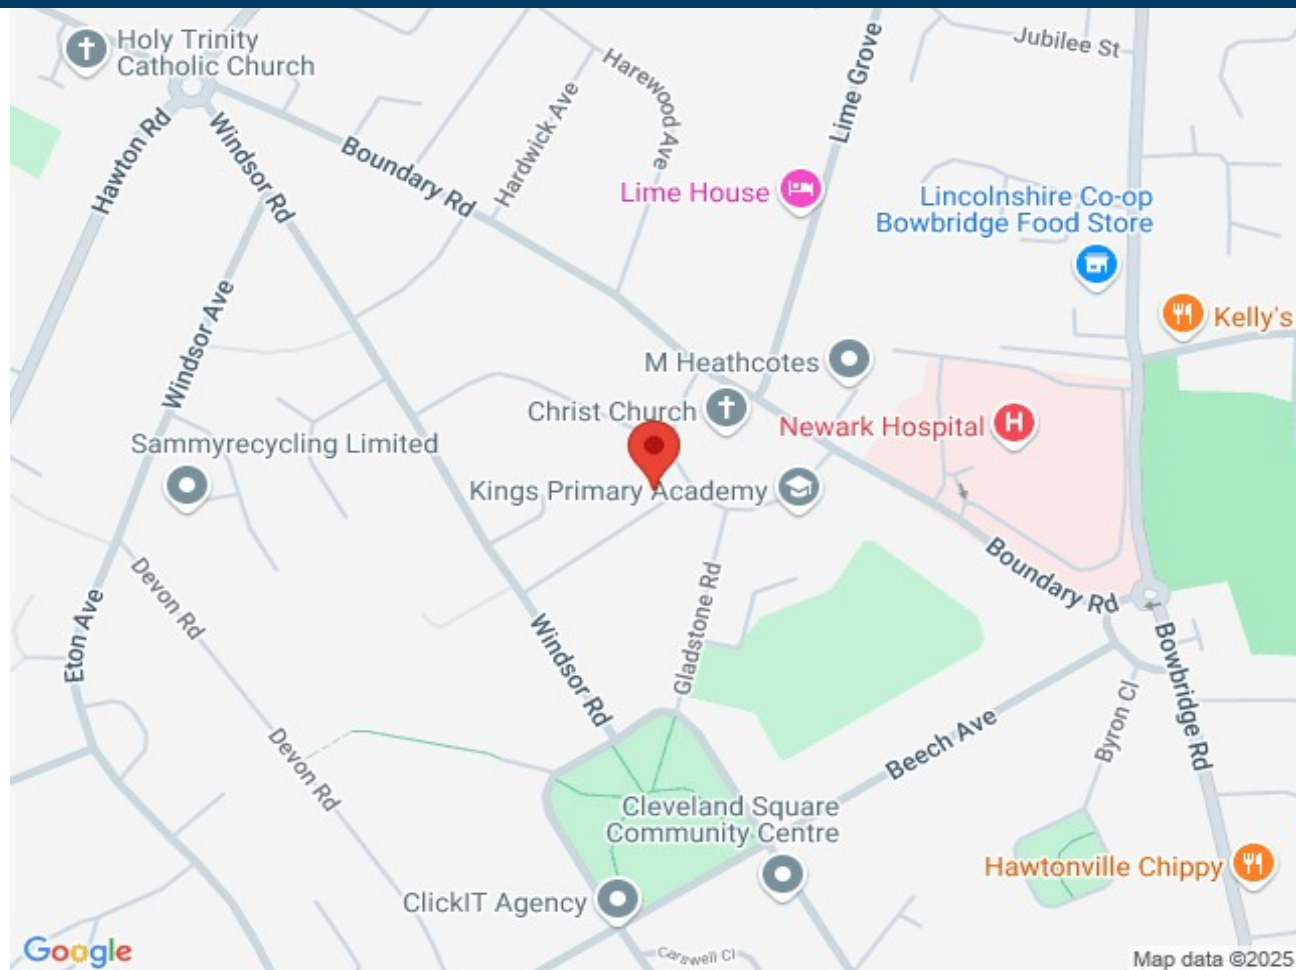 Holy Trinity
Catholic Church
Jubilee St
Harewood Ave
Lime Grove
Hardwick Ave
Hawton Rd
Windsor Rd
Boundary Rd
Lime House
Lincolnshire Co-op
Bowbridge Food Store
Kelly's
Windsor Ave
M Heathcotes
Christ Church
Newark Hospital
Sammyrecycling Limited
Kings Primary Academy
Devon Rd
Eton Ave
Boundary Rd
Gladstone Rd
Windsor Rd
Bowbridge Rd
Byron Cl
Beech Ave
Devon Rd
Cleveland Square
Community Centre
Hawtonville Chippy
ClickIT Agency
Carswell Cl
Google
Map data ©2025